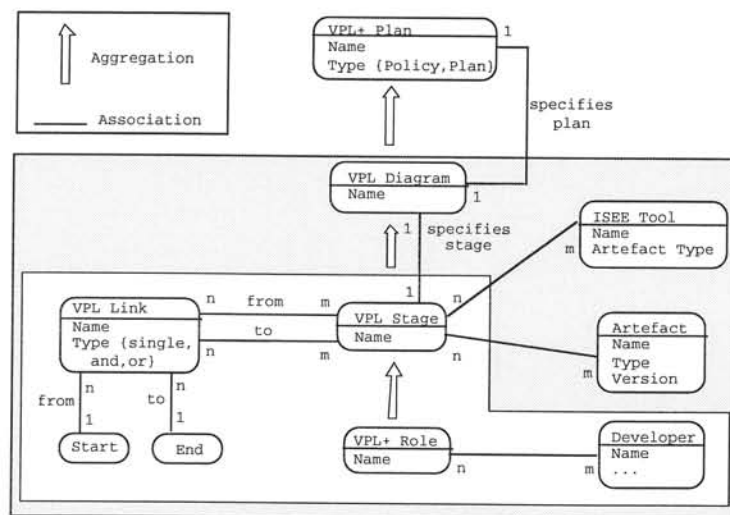 Aggregation
Association
VPL+ Plan
Name
Type {Policy,Plan}
1
specifies
plan
VPL Diagram
Name
1
1
specifies
stage
1
ISEE Tool
Name
Artefact Type
m
n
VPL Link
Name
Type {single,
and,or}
n
from
m
to
n
m
VPL Stage
Name
n
Artefact
Name
Type
Version
m
from
n
1
to
n
1
Start
End
VPL+ Role
Name
n
m
Developer
Name
...